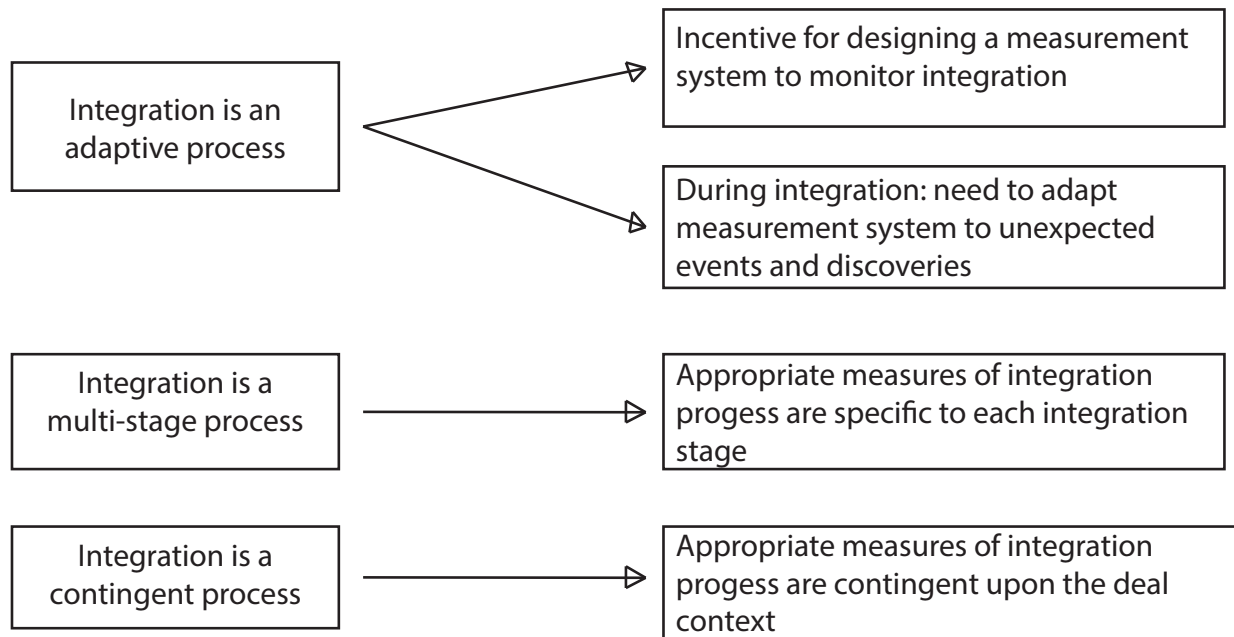 Integration is an
adaptive process
Incentive for designing a measurement
system to monitor integration
During integration: need to adapt
measurement system to unexpected
events and discoveries
Integration is a
multi-stage process
Appropriate measures of integration
progess are specific to each integration
stage
Integration is a
contingent process
Appropriate measures of integration
progess are contingent upon the deal
context